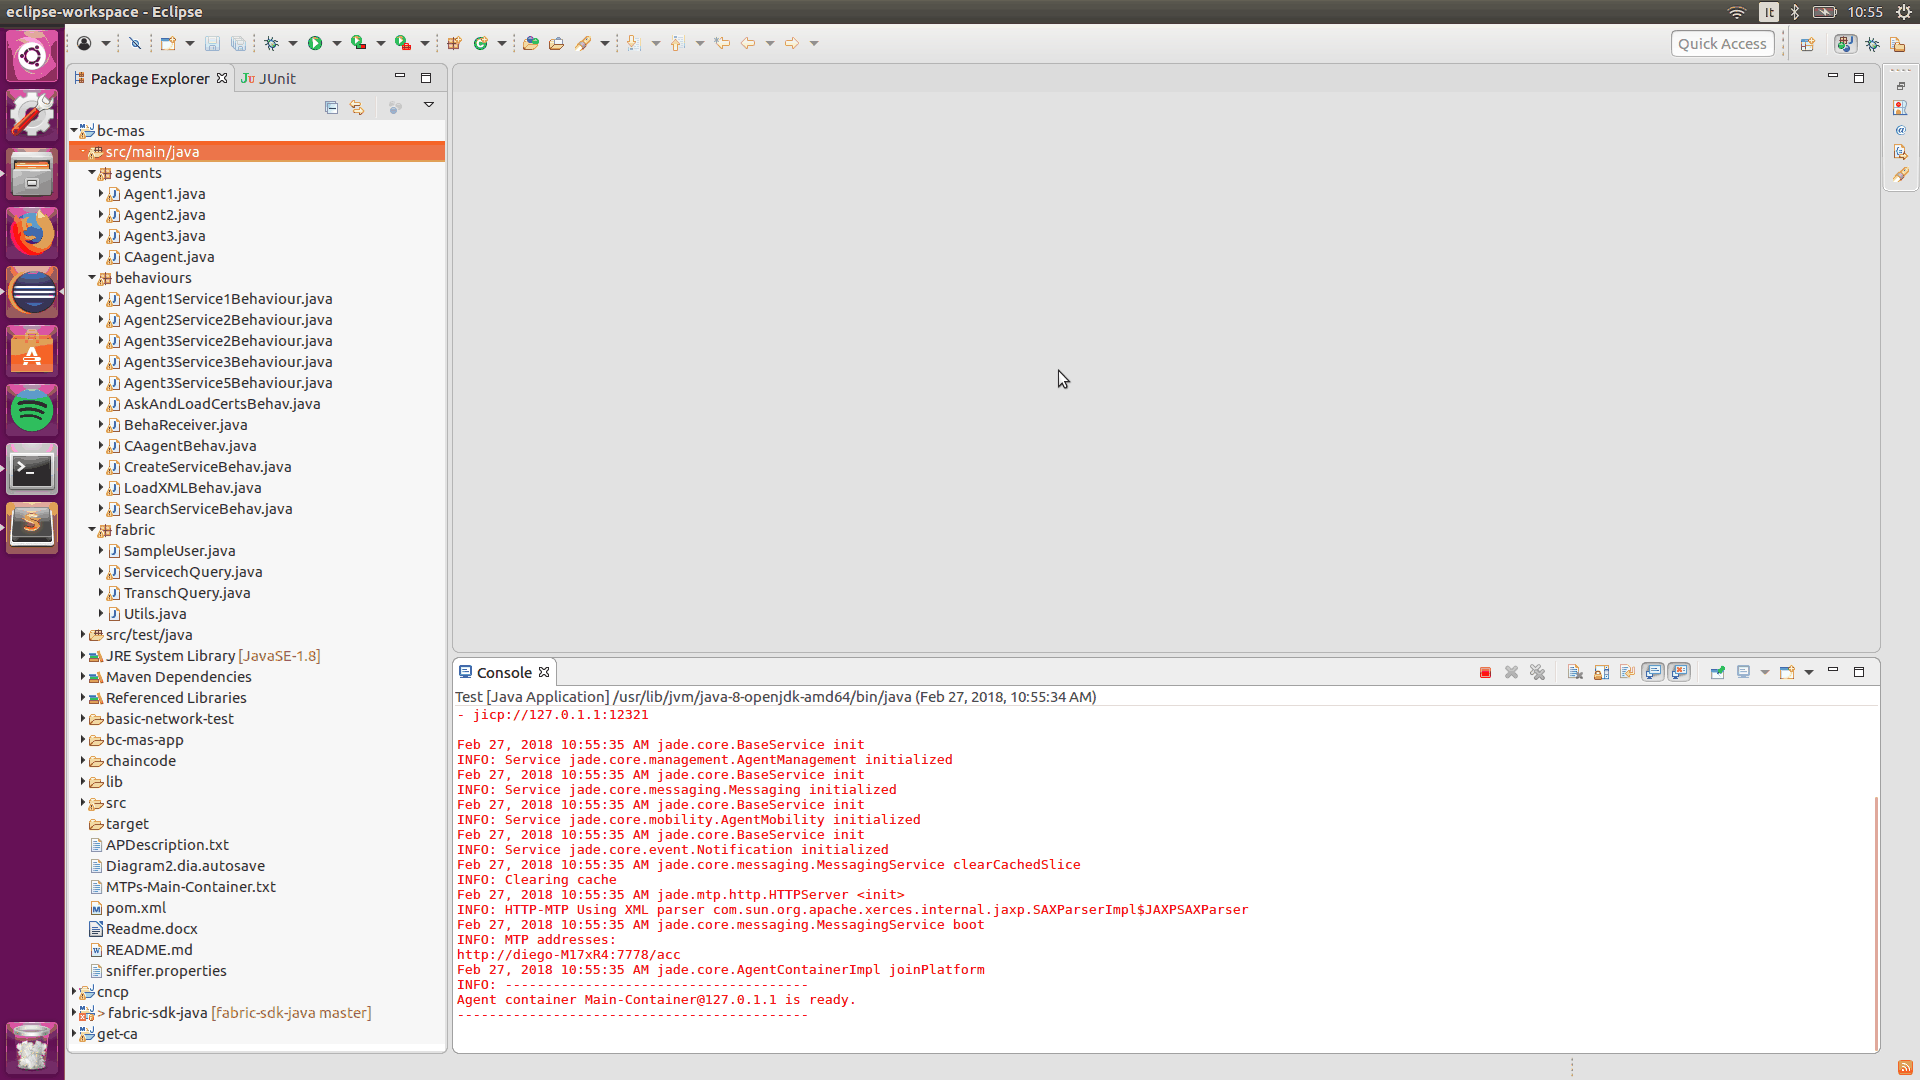 eclipse-workspace - Eclipse
It
10:55
Quick Access
Package Explorer
JUnit
bc-mas
src/main/java
agents
Agent1.java
Agent2.java
Agent3.java
CAagent.java
behaviours
Agent1Service1Behaviour.java
Agent2Service2Behaviour.java
Agent3Service2Behaviour.java
Agent3Service3Behaviour.java
Agent3Service5Behaviour.java
AskAndLoadCertsBehav.java
BehaReceiver.java
CAagentBehav.java
CreateServiceBehav.java
LoadXMLBehav.java
SearchServiceBehav.java
fabric
SampleUser.java
ServicechQuery.java
TranschQuery.java
Utils.java
src/test/java
JRE System Library [JavaSE-1.8]
Maven Dependencies
Referenced Libraries
basic-network-test
bc-mas-app
chaincode
lib
src
target
APDescription.txt
Diagram2.dia.autosave
MTPs-Main-Container.txt
pom.xml
Readme.docx
README.md
sniffer.properties
cncp
> fabric-sdk-java [fabric-sdk-java master]
get-ca
Console
Test [Java Application] /usr/lib/jvm/java-8-openjdk-amd64/bin/java (Feb 27, 2018, 10:55:34 AM)
- jicp://127.0.1.1:12321
Feb 27, 2018 10:55:35 AM jade.core.BaseService init
INFO: Service jade.core.management.AgentManagement initialized
Feb 27, 2018 10:55:35 AM jade.core.BaseService init
INFO: Service jade.core.messaging.Messaging initialized
Feb 27, 2018 10:55:35 AM jade.core.BaseService init
INFO: Service jade.core.mobility.AgentMobility initialized
Feb 27, 2018 10:55:35 AM jade.core.BaseService init
INFO: Service jade.core.event.Notification initialized
Feb 27, 2018 10:55:35 AM jade.core.messaging.MessagingService clearCachedSlice
INFO: Clearing cache
Feb 27, 2018 10:55:35 AM jade.mtp.http.HTTPServer <init>
INFO: HTTP-MTP Using XML parser com.sun.org.apache.xerces.internal.jaxp.SAXParserImpl$JAXPSAXParser
Feb 27, 2018 10:55:35 AM jade.core.messaging.MessagingService boot
INFO: MTP addresses:
http://diego-M17xR4:7778/acc
Feb 27, 2018 10:55:35 AM jade.core.AgentContainerImpl joinPlatform
INFO: --------------------------------------
Agent container Main-Container@127.0.1.1 is ready.
--------------------------------------------